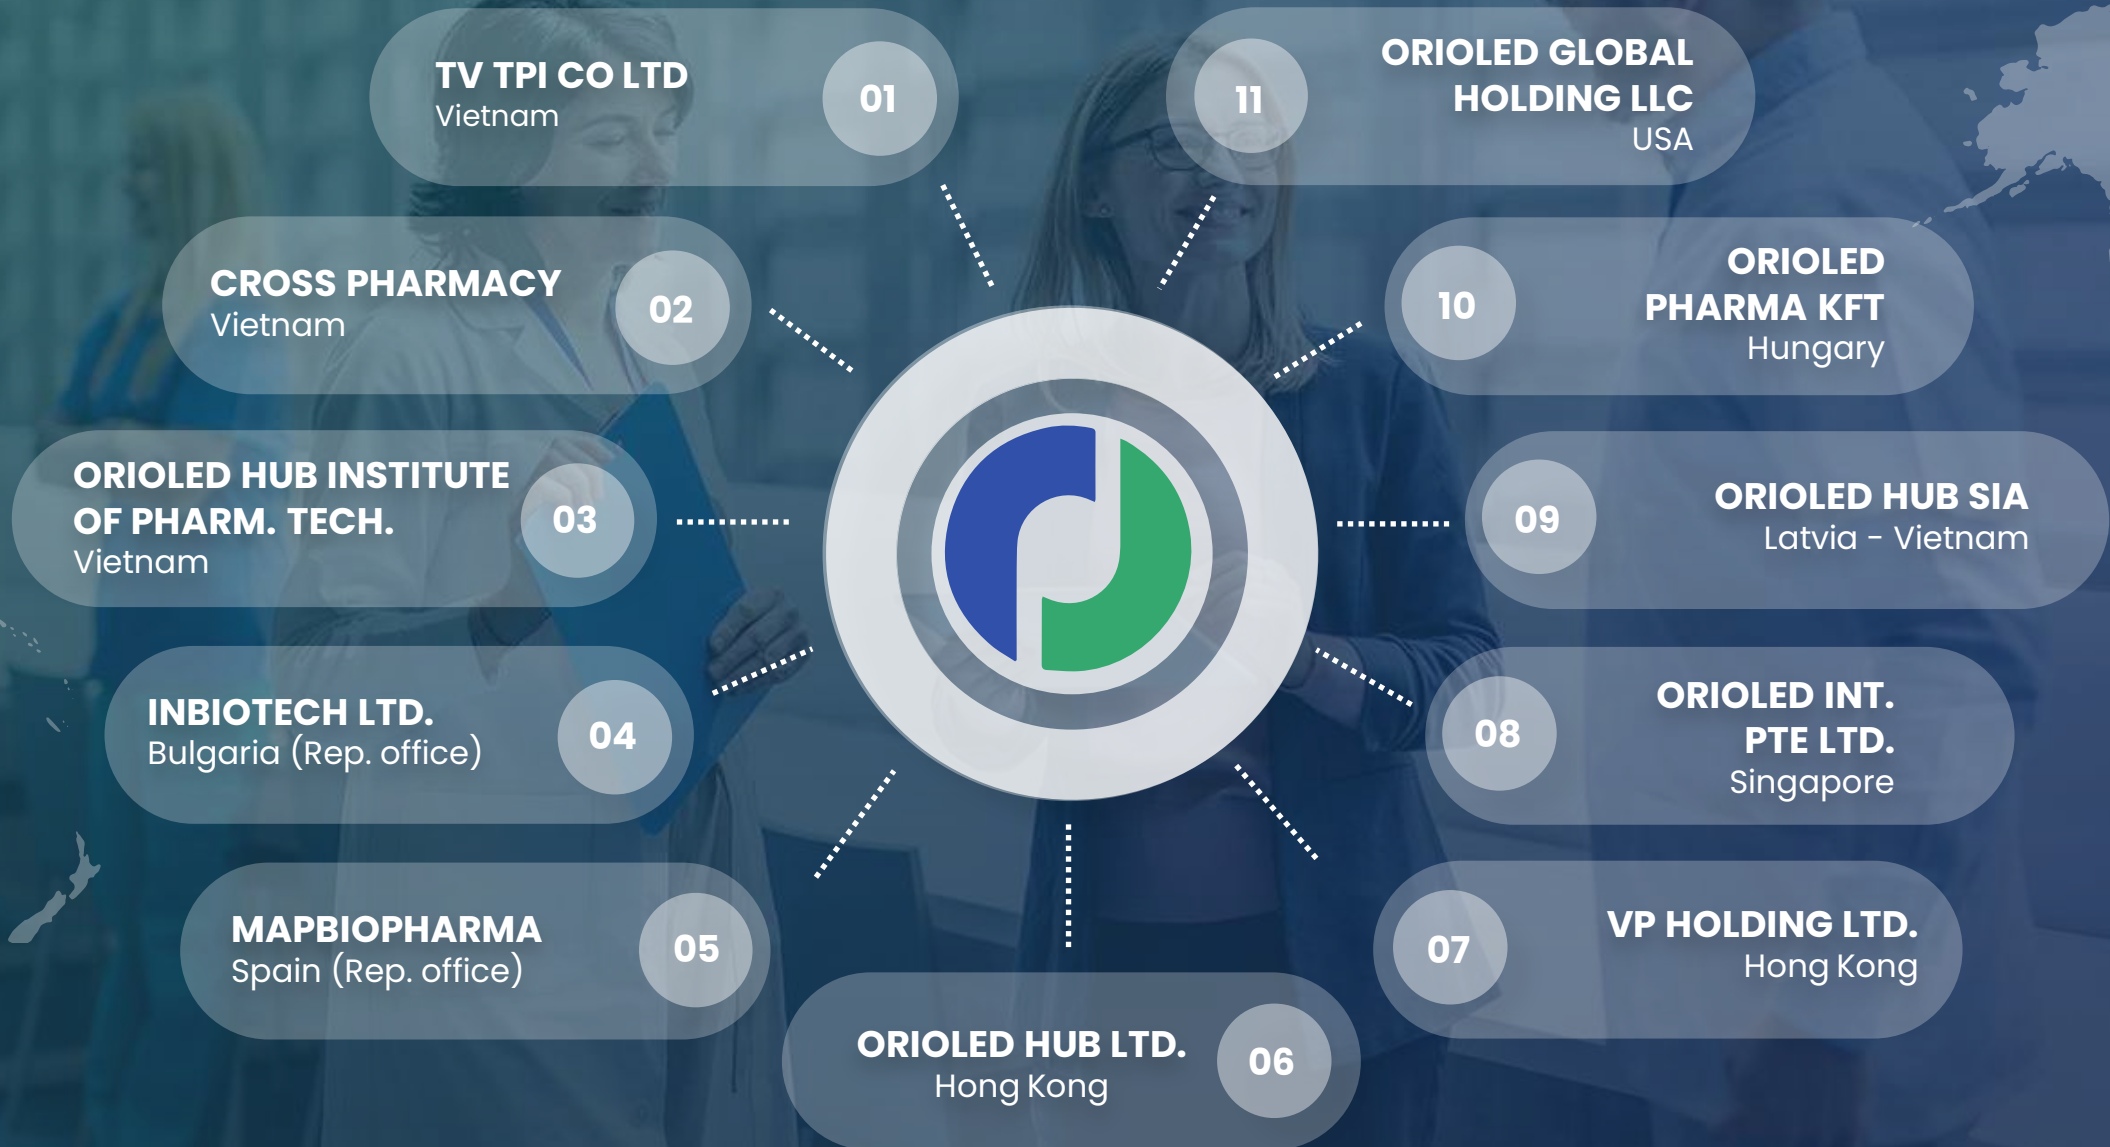 TV TPI CO LTD
Vietnam
01
CROSS PHARMACY
Vietnam
02
ORIOLED HUB INSTITUTE
OF PHARM. TECH.
Vietnam
03
INBIOTECH LTD.
Bulgaria (Rep. office)
04
MAPBIOPHARMA
Spain (Rep. office)
05
ORIOLED HUB LTD.
Hong Kong
06
VP HOLDING LTD.
Hong Kong
07
ORIOLED INT.
PTE LTD.
Singapore
08
ORIOLED HUB SIA
Latvia - Vietnam
09
ORIOLED
PHARMA KFT
Hungary
10
ORIOLED GLOBAL
HOLDING LLC
USA
11